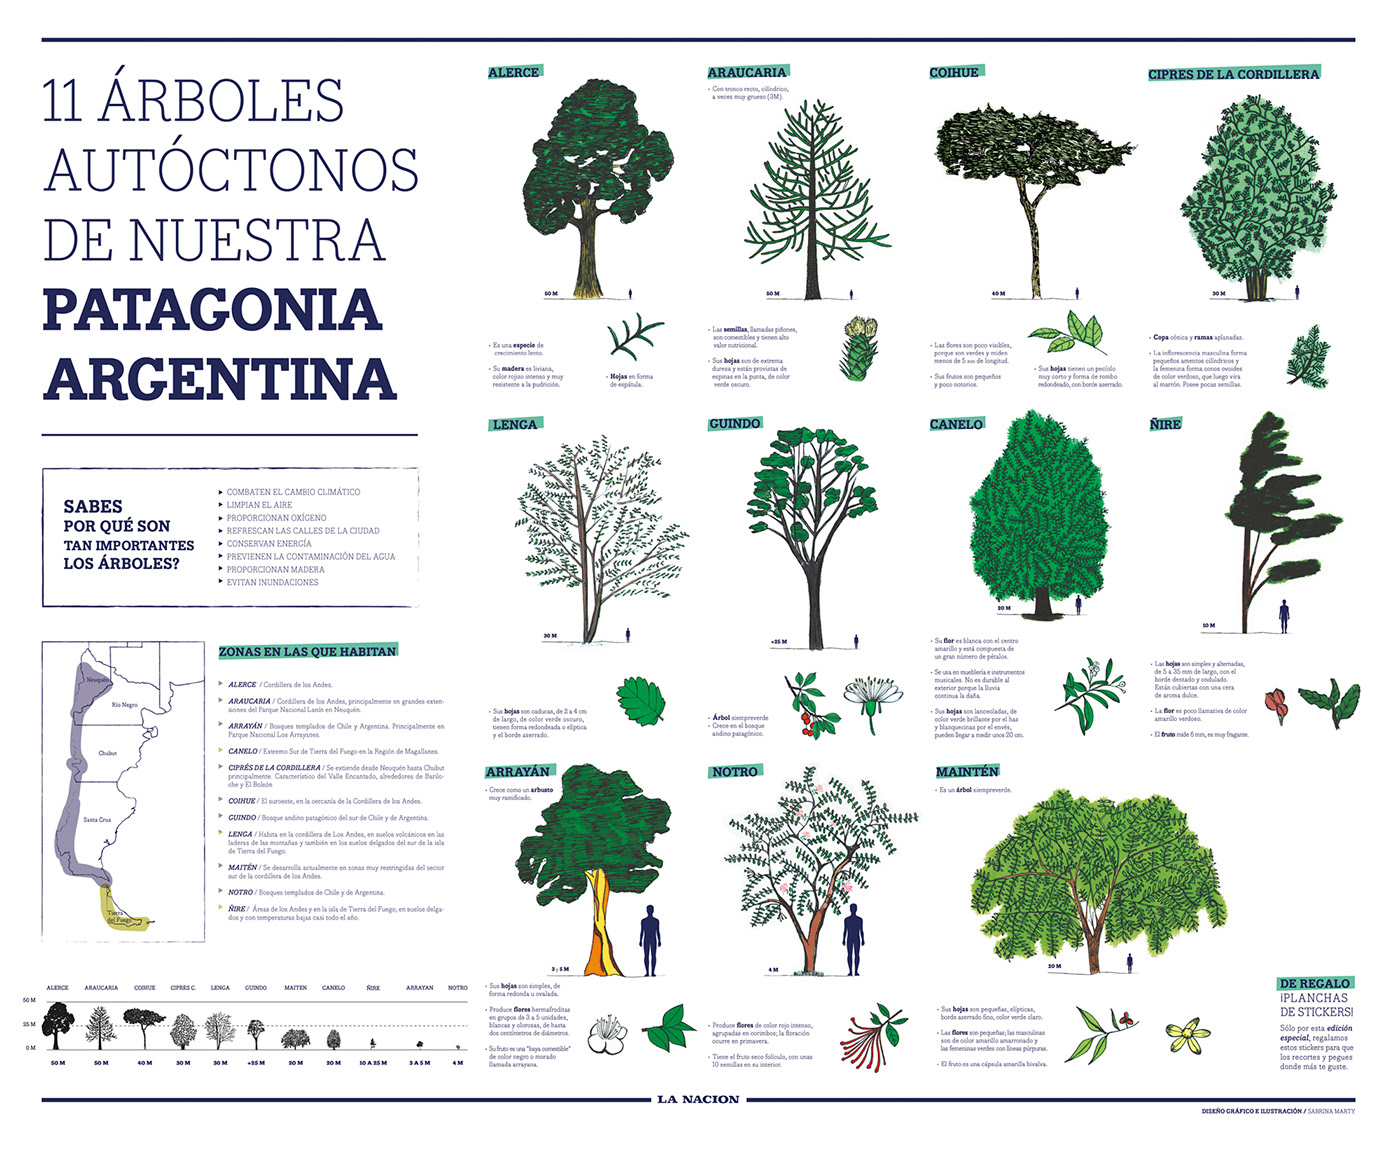 11 ÁRBOLES
AUTÓCTONOS
DE NUESTRA
PATAGONIA
ARGENTINA
SABES
POR QUÉ SON
TAN IMPORTANTES
LOS ÁRBOLES?
▸ COMBATEN EL CAMBIO CLIMÁTICO
▸ LIMPIAN EL AIRE
▸ PROPORCIONAN OXÍGENO
▸ REFRESCAN LAS CALLES DE LA CIUDAD
▸ CONSERVAN ENERGÍA
▸ PREVIENEN LA CONTAMINACIÓN DEL AGUA
▸ PROPORCIONAN MADERA
▸ EVITAN INUNDACIONES
Neuquén
Río Negro
Chubut
Santa Cruz
Tierra
del Fuego
ZONAS EN LAS QUE HABITAN
ALERCE / Cordillera de los Andes.
ARAUCARIA / Cordillera de los Andes, principalmente en grandes exten-
siones del Parque Nacional Lanín en Neuquén.
ARRAYÁN / Bosques templados de Chile y Argentina. Principalmente en
Parque Nacional Los Arrayanes.
CANELO / Extremo Sur de Tierra del Fuego en la Región de Magallanes.
CIPRÉS DE LA CORDILLERA / Se extiende desde Neuquén hasta Chubut
principalmente. Característico del Valle Encantado, alrededores de Barilo-
che y El Bolsón
COIHUE / El suroeste, en la cercanía de la Cordillera de los Andes.
GUINDO / Bosque andino patagónico del sur de Chile y de Argentina.
LENGA / Habita en la cordillera de Los Andes, en suelos volcánicos en las
laderas de las montañas y también en los suelos delgados del sur de la isla
de Tierra del Fuego.
MAITÉN / Se desarrolla actualmente en zonas muy restringidas del sector
sur de la cordillera de los Andes.
NOTRO / Bosques templados de Chile y de Argentina.
ÑIRE / Áreas de los Andes y en la isla de Tierra del Fuego, en suelos delga-
dos y con temperaturas bajas casi todo el año.
ALERCE ARAUCARIA COIHUE CIPRES C. LENGA GUINDO MAITEN CANELO ÑIRE ARRAYAN NOTRO
50 M
25 M
0 M
50 M 50 M 40 M 30 M 30 M +25 M 20 M 20 M 10 A 25 M 3 A 5 M 4 M
ALERCE
50 M
• Es una especie de
crecimiento lento.
• Su madera es liviana,
color rojizo intenso y muy
resistente a la pudrición.
• Hojas en forma
de espátula.
ARAUCARIA
• Con tronco recto, cilíndrico,
a veces muy grueso (3M).
50 M
• Las semillas, llamadas piñones,
son comestibles y tienen alto
valor nutricional.
• Sus hojas son de extrema
dureza y están provistas de
espinas en la punta, de color
verde oscuro.
COIHUE
40 M
• Las flores son poco visibles,
porque son verdes y miden
menos de 5 mm de longitud.
• Sus frutos son pequeños
y poco notorios.
• Sus hojas tienen un pecíolo
muy corto y forma de rombo
redondeado, con borde aserrado.
CIPRES DE LA CORDILLERA
30 M
• Copa cónica y ramas aplanadas.
• La inflorescencia masculina forma
pequeños amentos cilíndricos y
la femenina forma conos ovoides
de color verdoso, que luego vira
al marrón. Posee pocas semillas.
LENGA
30 M
• Sus hojas son caducas, de 2 a 4 cm
de largo, de color verde oscuro,
tienen forma redondeada o elíptica
y el borde aserrado.
GUINDO
+25 M
• Árbol siempreverde
• Crece en el bosque
andino patagónico.
CANELO
20 M
• Su flor es blanca con el centro
amarillo y está compuesta de
un gran número de pétalos.
• Se usa en mueblería e instrumentos
musicales. No es durable al
exterior porque la lluvia
continua la daña.
• Sus hojas son lanceoladas, de
color verde brillante por el haz
y blanquecinas por el envés,
pueden llegar a medir unos 20 cm.
ÑIRE
10 M
• Las hojas son simples y alternadas,
de 5 a 35 mm de largo, con el
borde dentado y ondulado.
Están cubiertas con una cera
de aroma dulce.
• La flor es poco llamativa de color
amarillo verdoso.
• El fruto mide 6 mm, es muy fragante.
ARRAYÁN
• Crece como un arbusto
muy ramificado.
3 y 5 M
• Sus hojas son simples, de
forma redonda u ovalada.
• Produce flores hermafroditas
en grupos de 3 a 5 unidades,
blancas y olorosas, de hasta
dos centímetros de diámetros.
• Su fruto es una "baya comestible"
de color negro o morado
llamada arrayana.
NOTRO
4 M
• Produce flores de color rojo intenso,
agrupadas en corimbos; la floración
ocurre en primavera.
• Tiene el fruto seco folículo, con unas
10 semillas en su interior.
MAINTÉN
• Es un árbol siempreverde.
20 M
• Sus hojas son pequeñas, elípticas,
borde aserrado fino, color verde claro.
• Las flores son pequeñas; las masculinas
son de color amarillo amarronado y
las femeninas verdes con líneas púrpuras.
• El fruto es una cápsula amarilla bivalva.
DE REGALO
¡PLANCHAS
DE STICKERS!
Sólo por esta edición
especial, regalamos
estos stickers para que
los recortes y pegues
donde más te guste.
LA NACION
DISEÑO GRÁFICO E ILUSTRACIÓN / SABRINA MARTY